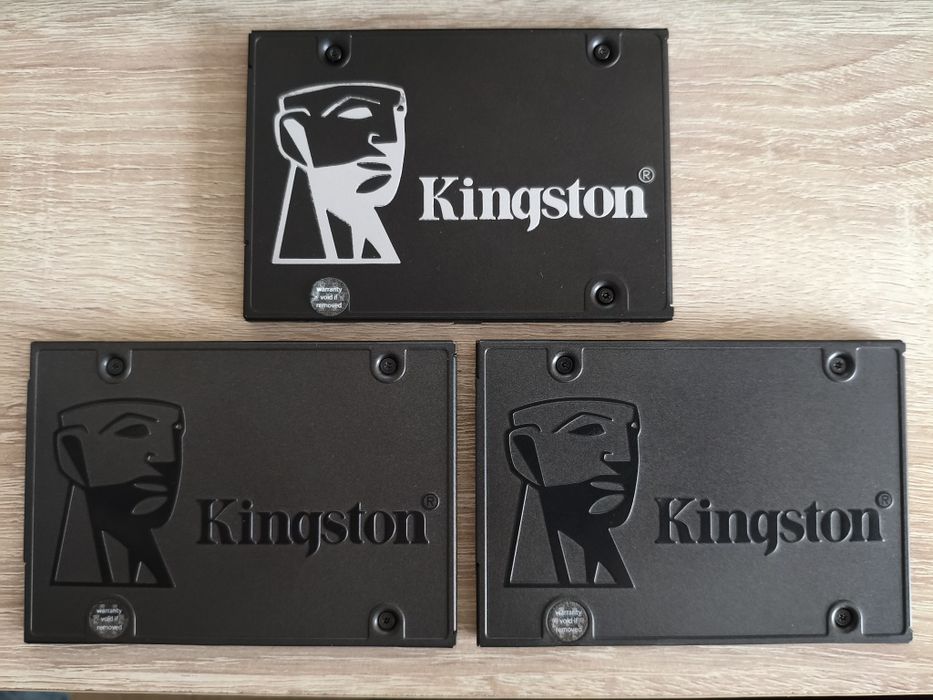 Kingston®
warranty
void if
removed
Kingston®
warranty
void if
removed
Kingston®
warranty
void if
removed